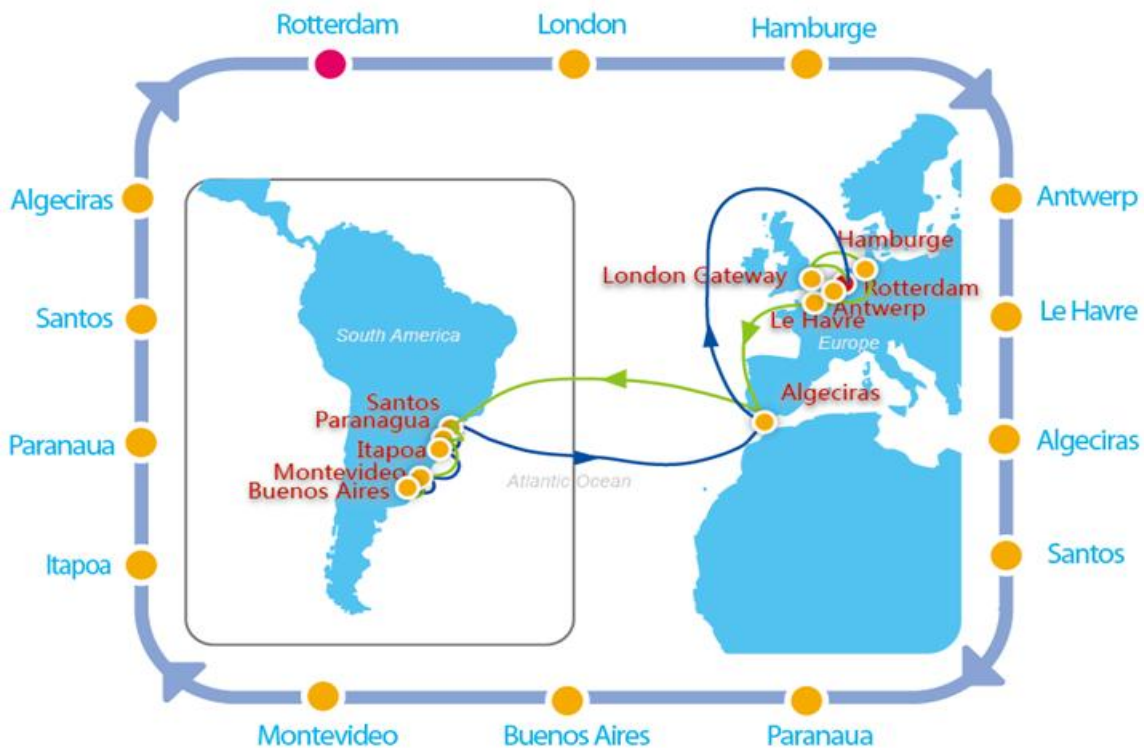 Rotterdam
London
Hamburge
Algeciras
Antwerp
Hamburge
London Gateway
Rotterdam
Antwerp
Le Havre
Europe
Santos
Le Havre
South America
Algeciras
Santos
Paranagua
Itapoa
Montevideo
Buenos Aires
Atlantic Ocean
Paranaua
Algeciras
Itapoa
Santos
Montevideo
Buenos Aires
Paranaua